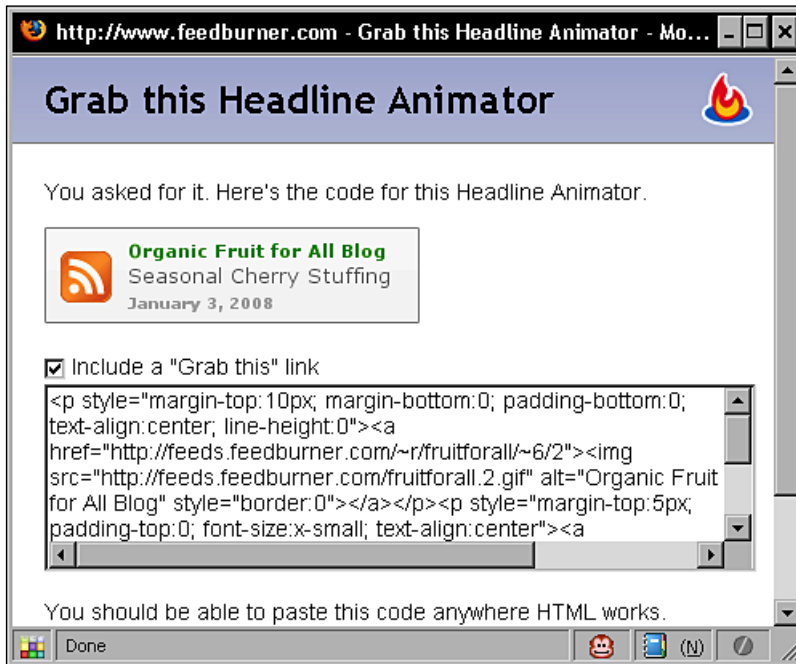 http://www.feedburner.com - Grab this Headline Animator - Mo...
Grab this Headline Animator
You asked for it. Here's the code for this Headline Animator.
Organic Fruit for All Blog
Seasonal Cherry Stuffing
January 3, 2008
Include a "Grab this" link
<p style="margin-top:10px; margin-bottom:0; padding-bottom:0;
text-align:center; line-height:0"><a
href="http://feeds.feedburner.com/~r/fruitforall/~6/2"><img
src="http://feeds.feedburner.com/fruitforall.2.gif" alt="Organic Fruit
for All Blog" style="border:0"></a></p><p style="margin-top:5px;
padding-top:0; font-size:x-small; text-align:center"><a
You should be able to paste this code anywhere HTML works.
Done
(N)